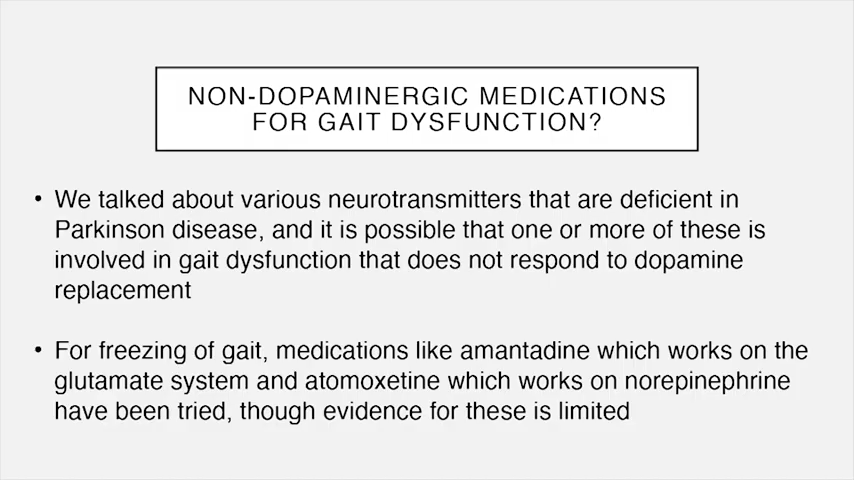 NON-DOPAMINERGIC MEDICATIONS
FOR GAIT DYSFUNCTION?
• We talked about various neurotransmitters that are deficient in
Parkinson disease, and it is possible that one or more of these is
involved in gait dysfunction that does not respond to dopamine
replacement
• For freezing of gait, medications like amantadine which works on the
glutamate system and atomoxetine which works on norepinephrine
have been tried, though evidence for these is limited